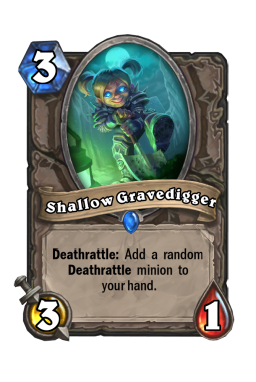 3
Shallow Gravedigger
Deathrattle: Add a random
Deathrattle minion to
your hand.
3
1